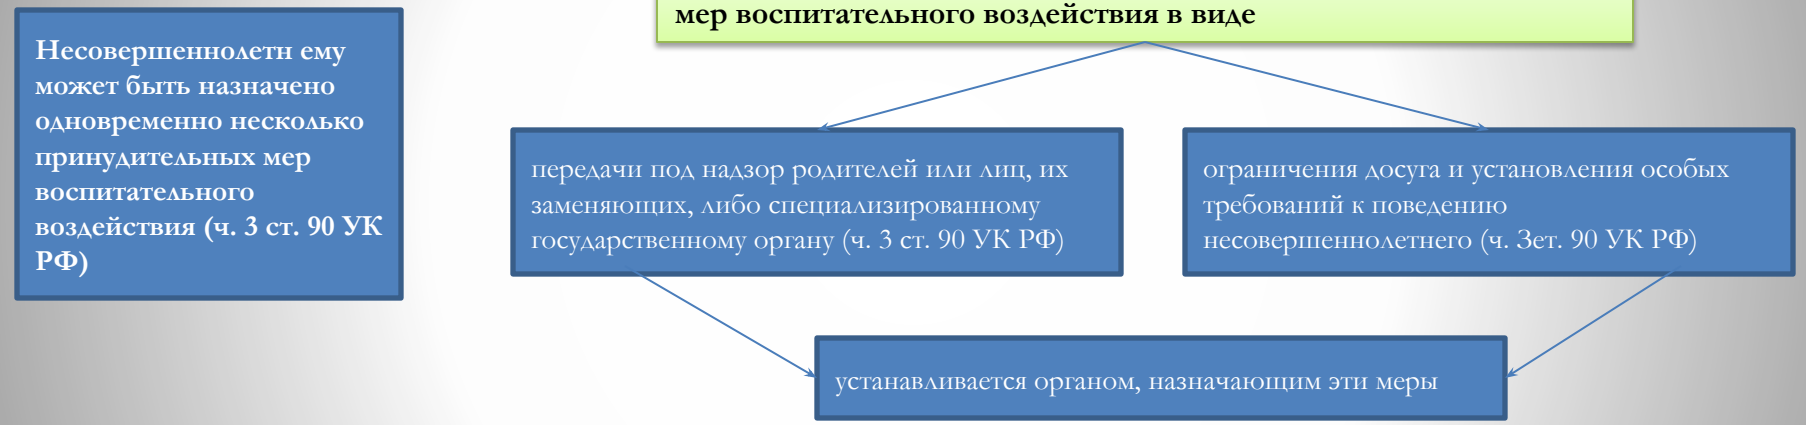 мер воспитательного воздействия в виде
Несовершеннолетн ему
может быть назначено
одновременно несколько
принудительных мер
воспитательного
воздействия (ч. 3 ст. 90 УК
РФ)
передачи под надзор родителей или лиц, их
заменяющих, либо специализированному
государственному органу (ч. 3 ст. 90 УК РФ)
ограничения досуга и установления особых
требований к поведению
несовершеннолетнего (ч. Зет. 90 УК РФ)
устанавливается органом, назначающим эти меры